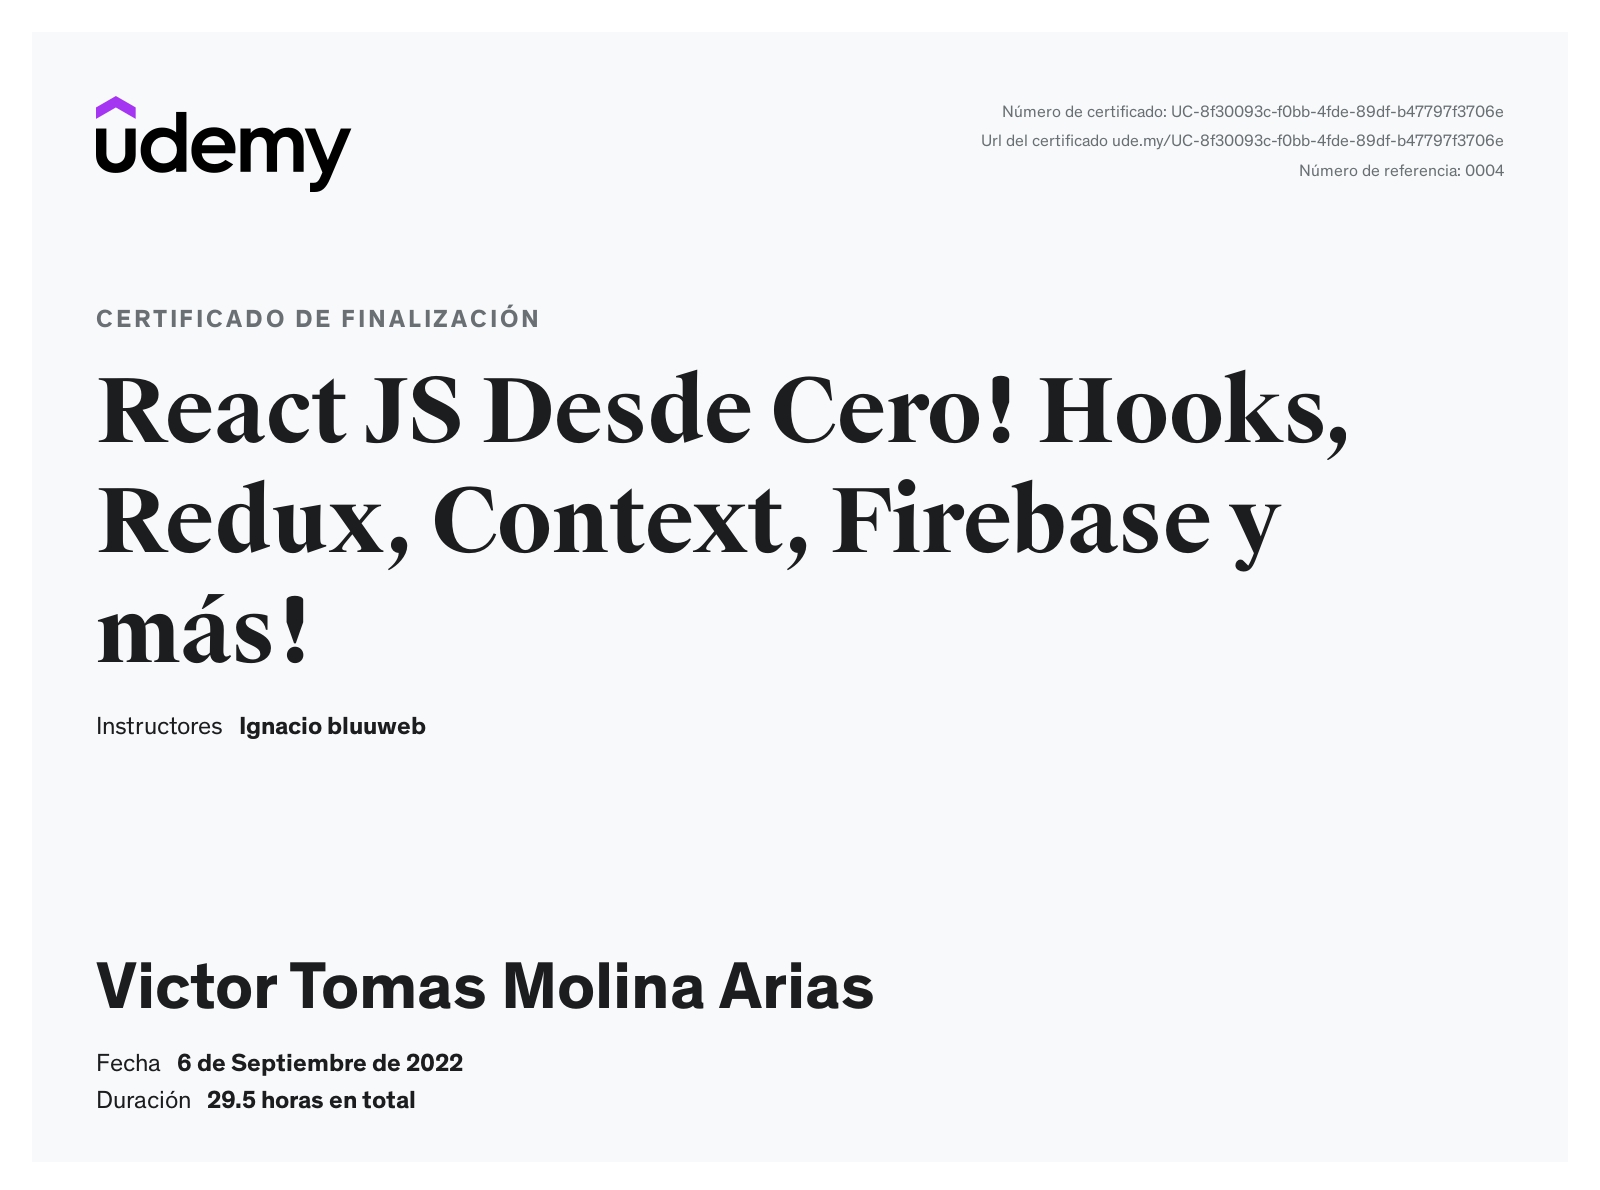 udemy
Número de certificado: UC-8f30093c-f0bb-4fde-89df-b47797f3706e
Url del certificado ude.my/UC-8f30093c-f0bb-4fde-89df-b47797f3706e
Número de referencia: 0004
CERTIFICADO DE FINALIZACIÓN
React JS Desde Cero! Hooks,
Redux, Context, Firebase y
más!
Instructores Ignacio bluuweb
Victor Tomas Molina Arias
Fecha 6 de Septiembre de 2022
Duración 29.5 horas en total